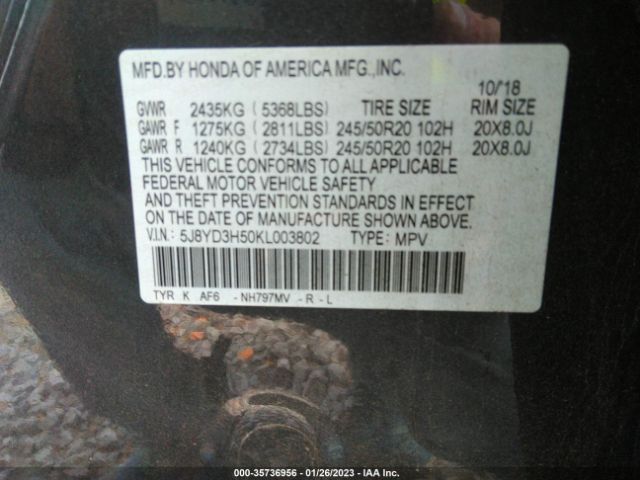 MFD.BY HONDA OF AMERICA MFG.,INC.
10/'18
GVWR 2435KG ( 5368LBS) TIRE SIZE RIM SIZE
GAWR F 1275KG ( 2811LBS) 245/50R20 102H 20X8.0J
GAWR R 1240KG ( 2734LBS) 245/50R20 102H 20X8.0J
THIS VEHICLE CONFORMS TO ALL APPLICABLE
FEDERAL MOTOR VEHICLE SAFETY
AND THEFT PREVENTION STANDARDS IN EFFECT
ON THE DATE OF MANUFACTURE SHOWN ABOVE.
V.I.N.: 5J8YD3H50KL003802 TYPE: MPV
TYR K AF6 -NH797MV -R-L
000-35736956 - 01/26/2023 - IAA Inc.